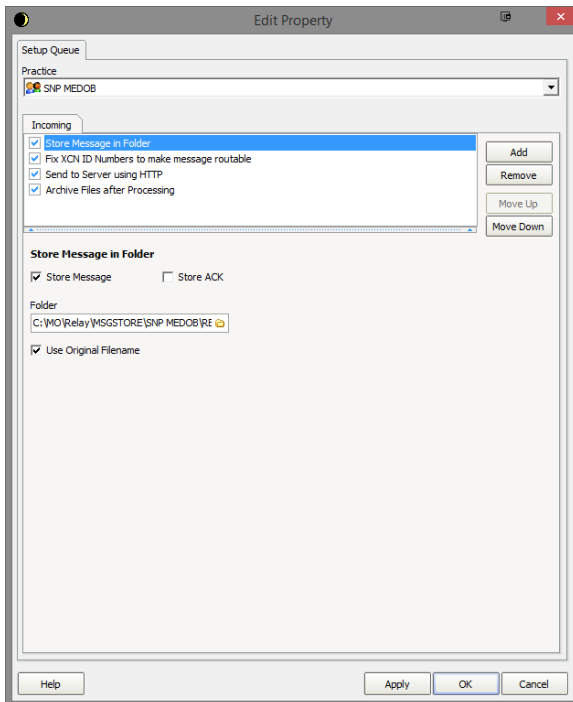 Edit Property
Setup Queue
Practice
SNP MEDOB
Incoming
Store Message in Folder
Fix XCN ID Numbers to make message routable
Send to Server using HTTP
Archive Files after Processing
Add
Remove
Move Up
Move Down
Store Message in Folder
Store Message Store ACK
Folder
C:\MO\Relay\MSGSTORE\SNP MEDOB\RE
Use Original Filename
Help Apply OK Cancel